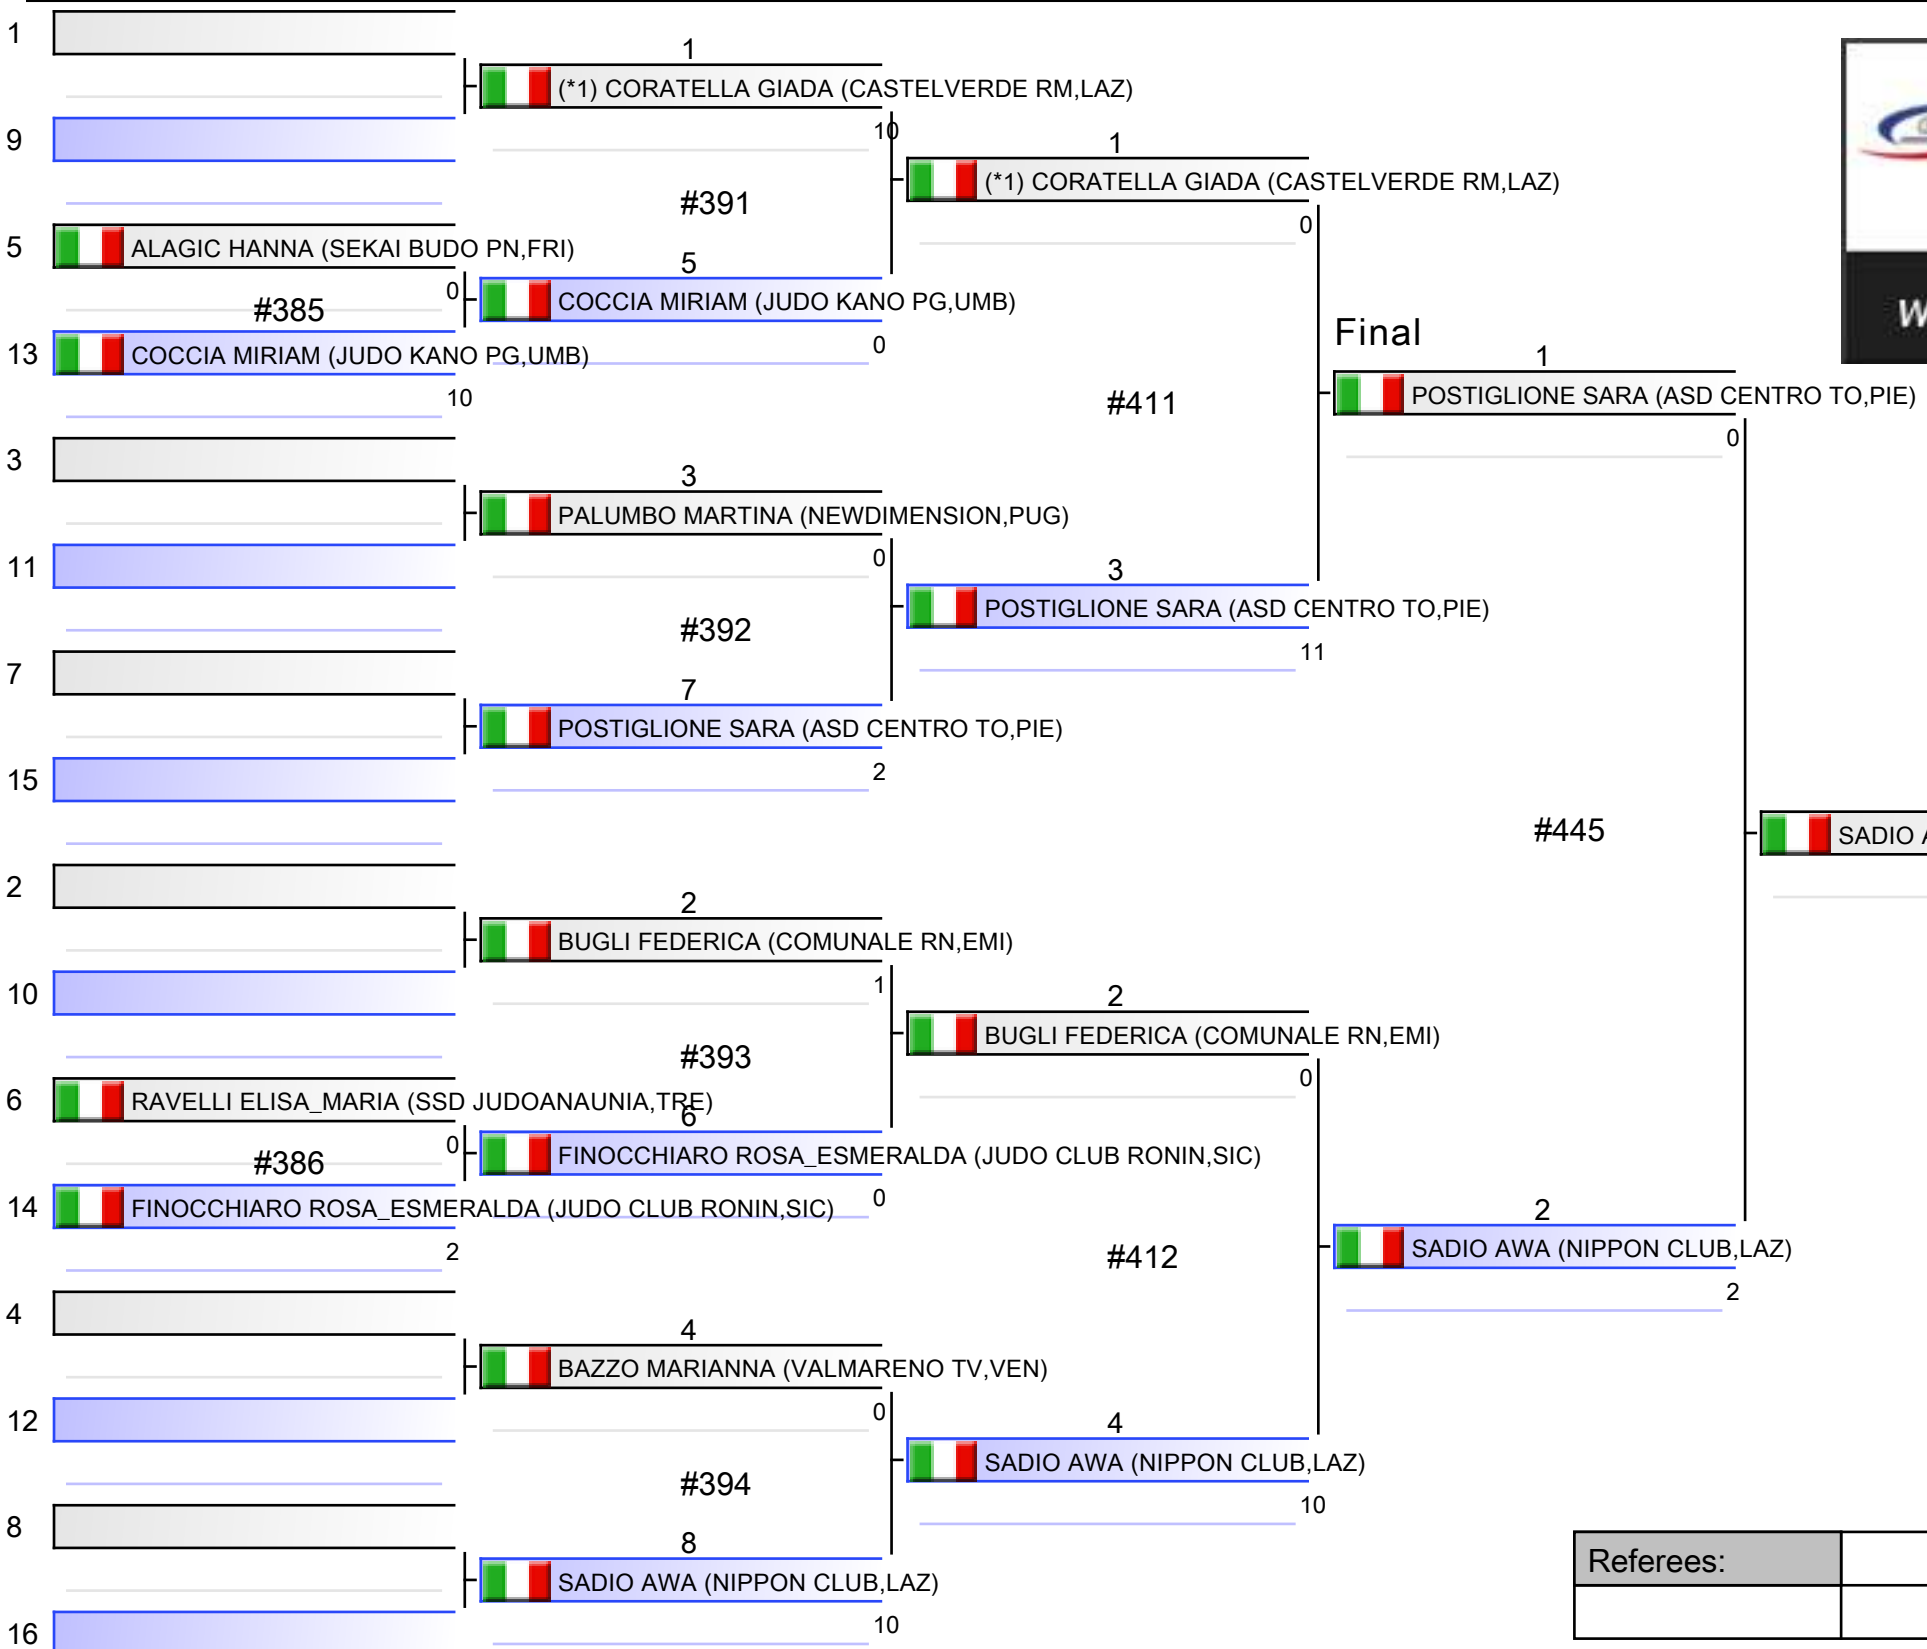 1
1
(*1) CORATELLA GIADA (CASTELVERDE RM,LAZ)
10
9
1
(*1) CORATELLA GIADA (CASTELVERDE RM,LAZ)
#391
0
5
ALAGIC HANNA (SEKAI BUDO PN,FRI)
5
0
COCCIA MIRIAM (JUDO KANO PG,UMB)
#385
Final
0
13
COCCIA MIRIAM (JUDO KANO PG,UMB)
1
10
POSTIGLIONE SARA (ASD CENTRO TO,PIE)
#411
0
3
3
PALUMBO MARTINA (NEWDIMENSION,PUG)
0
11
3
POSTIGLIONE SARA (ASD CENTRO TO,PIE)
#392
11
7
7
POSTIGLIONE SARA (ASD CENTRO TO,PIE)
2
15
#445
SADIO
2
2
BUGLI FEDERICA (COMUNALE RN,EMI)
1
10
2
BUGLI FEDERICA (COMUNALE RN,EMI)
#393
0
6
RAVELLI ELISA_MARIA (SSD JUDOANAUNIA,TRE)
6
0
FINOCCHIARO ROSA_ESMERALDA (JUDO CLUB RONIN,SIC)
#386
0
14
FINOCCHIARO ROSA_ESMERALDA (JUDO CLUB RONIN,SIC)
2
2
SADIO AWA (NIPPON CLUB,LAZ)
#412
2
4
4
BAZZO MARIANNA (VALMARENO TV,VEN)
0
12
4
SADIO AWA (NIPPON CLUB,LAZ)
#394
10
8
8
SADIO AWA (NIPPON CLUB,LAZ)
10
16
Referees: